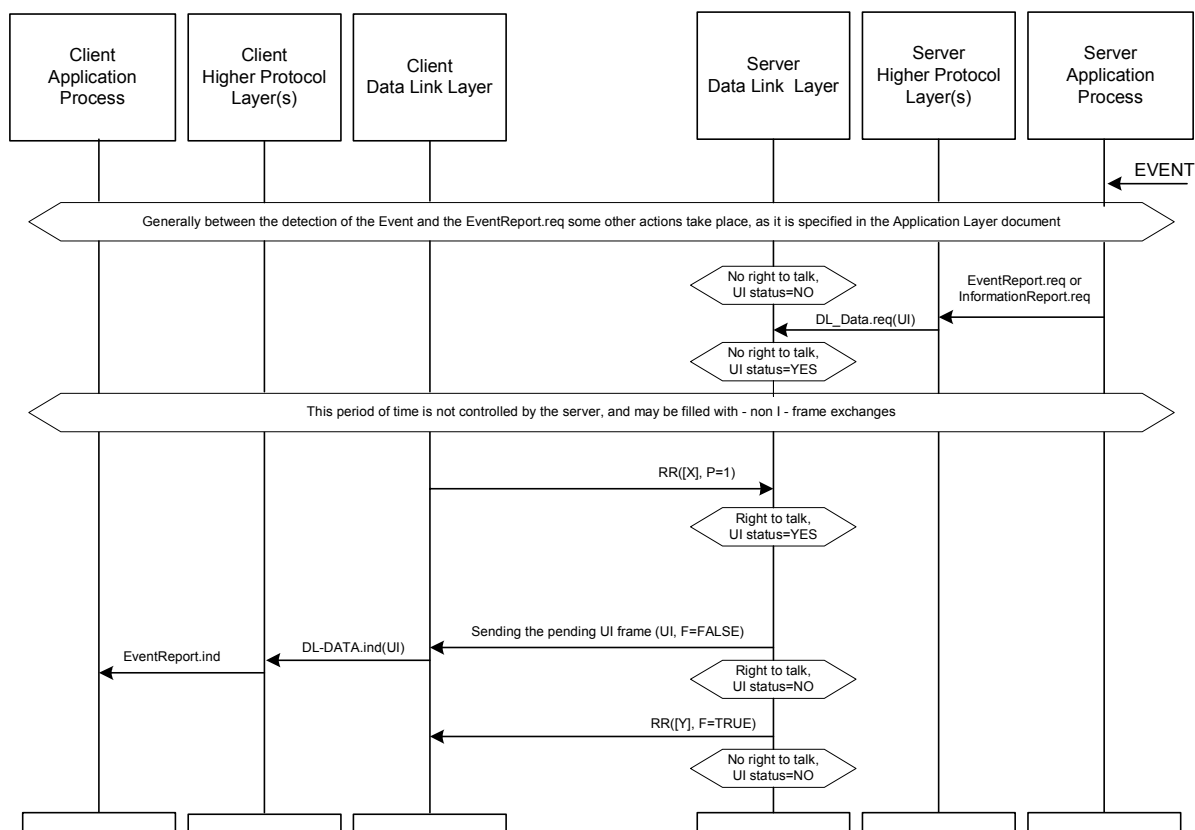 Client
Application
Process
Client
Higher Protocol
Layer(s)
Client
Data Link Layer
Server
Data Link Layer
Server
Higher Protocol
Layer(s)
Server
Application
Process
EVENT
Generally between the detection of the Event and the EventReport.req some other actions take place, as it is specified in the Application Layer document
No right to talk,
UI status=NO
EventReport.req or
InformationReport.req
DL_Data.req(UI)
No right to talk,
UI status=YES
This period of time is not controlled by the server, and may be filled with - non I - frame exchanges
RR([X], P=1)
Right to talk,
UI status=YES
Sending the pending UI frame (UI, F=FALSE)
DL-DATA.ind(UI)
EventReport.ind
Right to talk,
UI status=NO
RR([Y], F=TRUE)
No right to talk,
UI status=NO